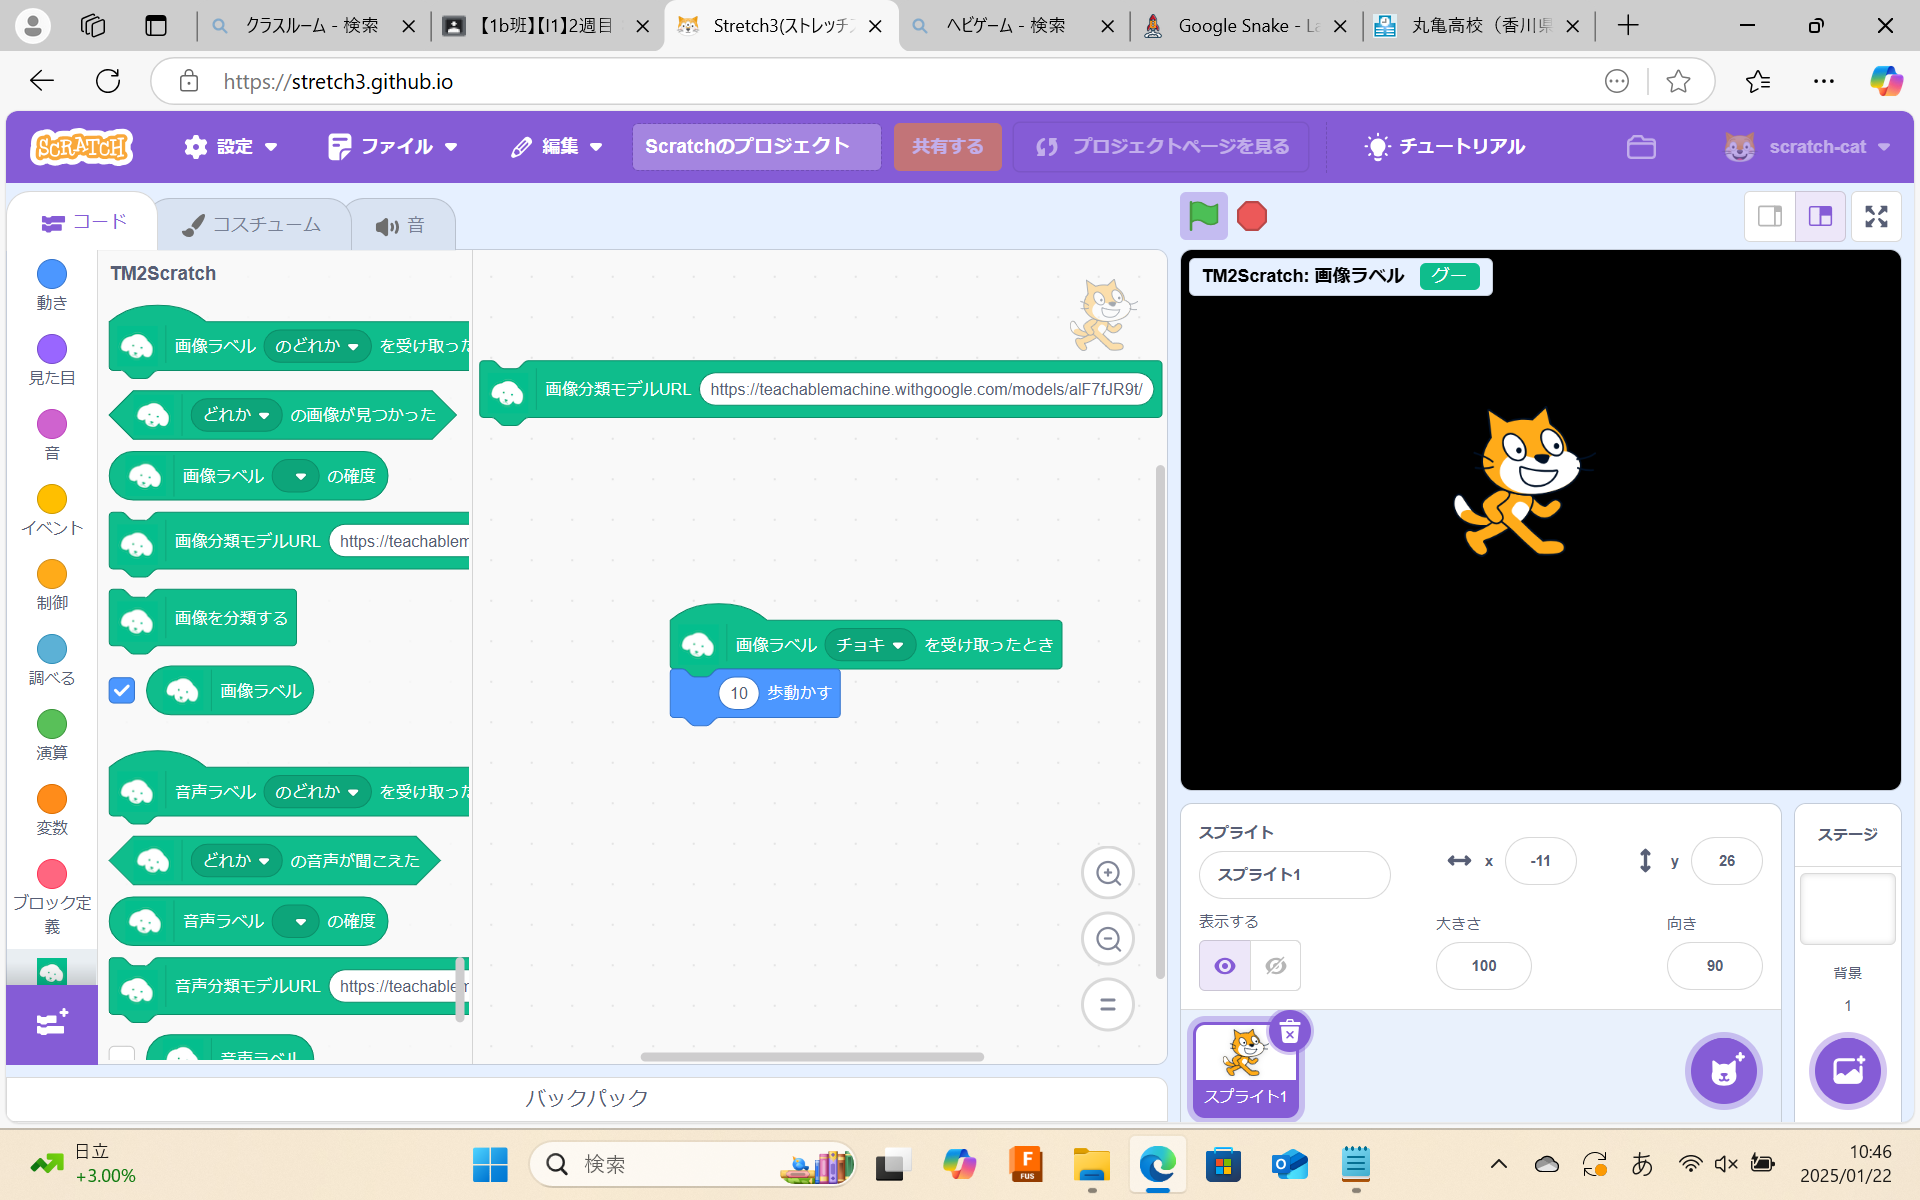 クラスルーム - 検索
【1b班】【I1】2週目
Stretch3(ストレッチ
ヘビゲーム - 検索
Google Snake - La
丸亀高校（香川県
https://stretch3.github.io
SCRATCH
設定
ファイル
編集
Scratchのプロジェクト
共有する
プロジェクトページを見る
チュートリアル
scratch-cat
コード
コスチューム
音
動き
見た目
音
イベント
制御
調べる
演算
変数
ブロック定
義
TM2Scratch
画像ラベル のどれか を受け取った
どれか の画像が見つかった
画像ラベル の確度
画像分類モデルURL https://teachablem
画像を分類する
画像ラベル
音声ラベル のどれか を受け取った
どれか の音声が聞こえた
音声ラベル の確度
音声分類モデルURL https://teachable
音声ラベル
画像分類モデルURL https://teachablemachine.withgoogle.com/models/alF7fJR9t/
画像ラベル チョキ を受け取ったとき
10 歩動かす
TM2Scratch: 画像ラベル グー
スプライト
スプライト1
x -11
y 26
表示する
大きさ
100
向き
90
スプライト1
ステージ
背景
1
バックパック
日立
+3.00%
検索
F
FUS
あ
10:46
2025/01/22